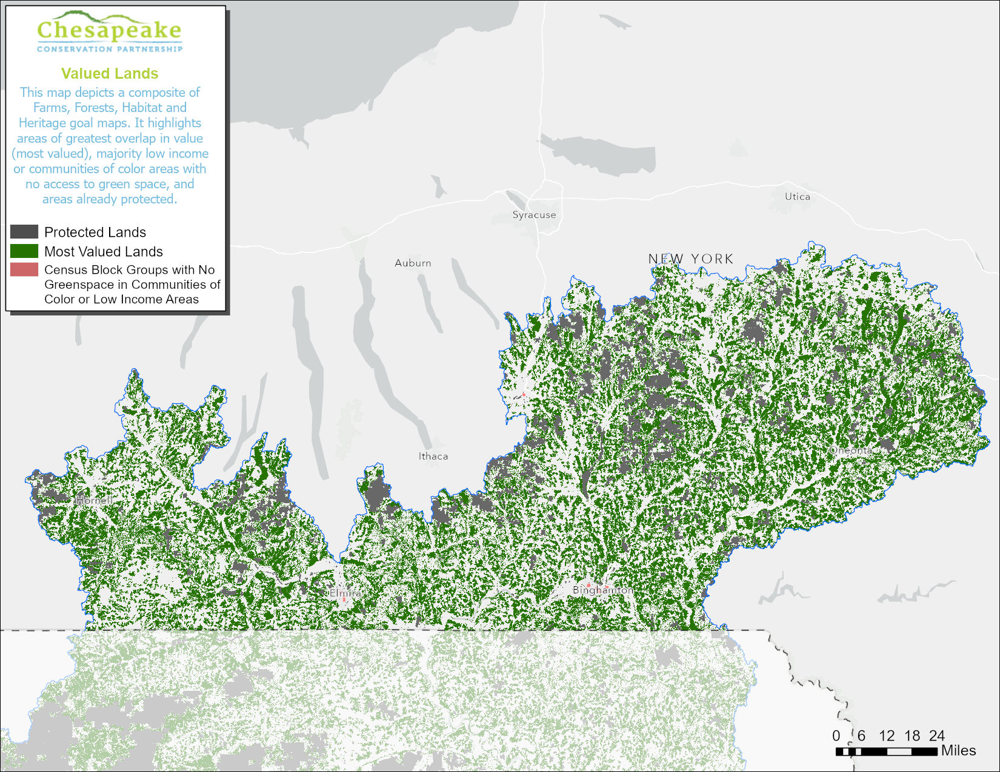 Chesapeake
CONSERVATION PARTNERSHIP
Valued Lands
This map depicts a composite of
Farms, Forests, Habitat and
Heritage goal maps. It highlights
areas of greatest overlap in value
(most valued), majority low income
or communities of color areas with
no access to green space, and
areas already protected.
Protected Lands
Most Valued Lands
Census Block Groups with No
Greenspace in Communities of
Color or Low Income Areas
Utica
Syracuse
NEW YORK
Auburn
Oneonta
Ithaca
Hornell
Binghamton
Elmira
0 6 12 18 24
Miles